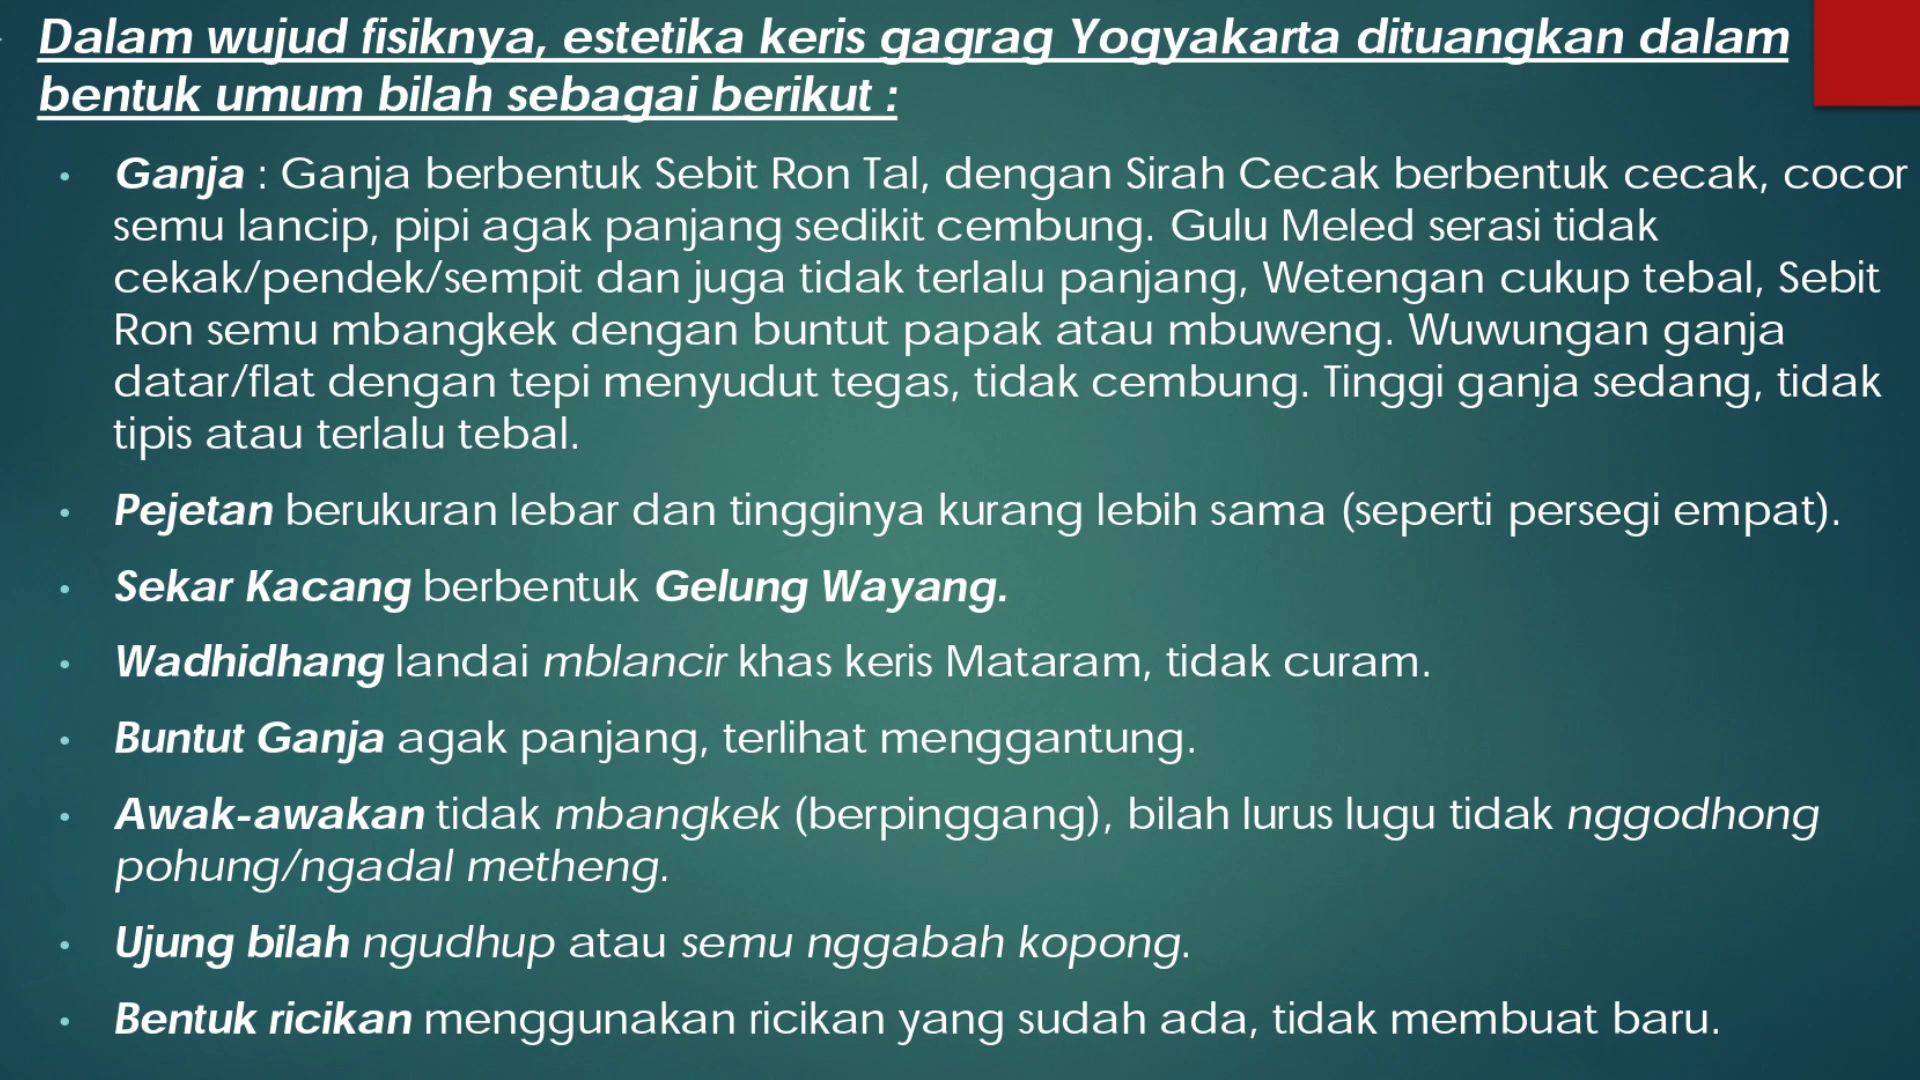 Dalam wujud fisiknya, estetika keris gagrag Yogyakarta dituangkan dalam
bentuk umum bilah sebagai berikut :
• Ganja : Ganja berbentuk Sebit Ron Tal, dengan Sirah Cecak berbentuk cecak, cocor
semu lancip, pipi agak panjang sedikit cembung. Gulu Meled serasi tidak
cekak/pendek/sempit dan juga tidak terlalu panjang, Wetengan cukup tebal, Sebit
Ron semu mbangkek dengan buntut papak atau mbuweng. Wuwungan ganja
datar/flat dengan tepi menyudut tegas, tidak cembung. Tinggi ganja sedang, tidak
tipis atau terlalu tebal.
• Pejetan berukuran lebar dan tingginya kurang lebih sama (seperti persegi empat).
• Sekar Kacang berbentuk Gelung Wayang.
• Wadhidhang landai mblancir khas keris Mataram, tidak curam.
• Buntut Ganja agak panjang, terlihat menggantung.
• Awak-awakan tidak mbangkek (berpinggang), bilah lurus lugu tidak nggodhong
pohung/ngadal metheng.
• Ujung bilah ngudhup atau semu nggabah kopong.
• Bentuk ricikan menggunakan ricikan yang sudah ada, tidak membuat baru.